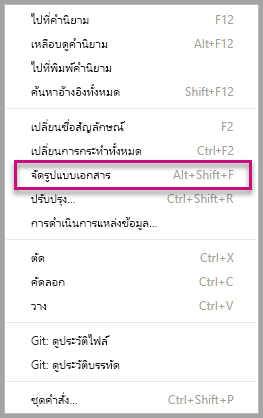 ไปที่คำนิยาม F12
เหลือบดูคำนิยาม Alt+F12
ไปที่พิมพ์คำนิยาม
ค้นหาอ้างอิงทั้งหมด Shift+F12
เปลี่ยนชื่อสัญลักษณ์ F2
เปลี่ยนการกระทำทั้งหมด Ctrl+F2
จัดรูปแบบเอกสาร Alt+Shift+F
ปรับปรุง... Ctrl+Shift+R
การดำเนินการแหล่งข้อมูล...
ตัด Ctrl+X
คัดลอก Ctrl+C
วาง Ctrl+V
Git: ดูประวัติไฟล์
Git: ดูประวัติบรรทัด
ชุดคำสั่ง... Ctrl+Shift+P